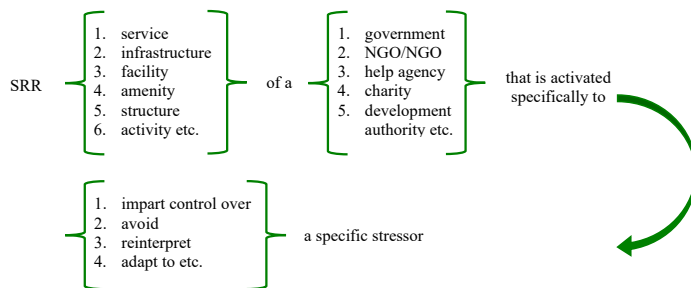 SRR
1. service
2. infrastructure
3. facility
4. amenity
5. structure
6. activity etc.
of a
1. government
2. NGO/NGO
3. help agency
4. charity
5. development
authority etc.
that is activated
specifically to
1. impart control over
2. avoid
3. reinterpret
4. adapt to etc.
a specific stressor